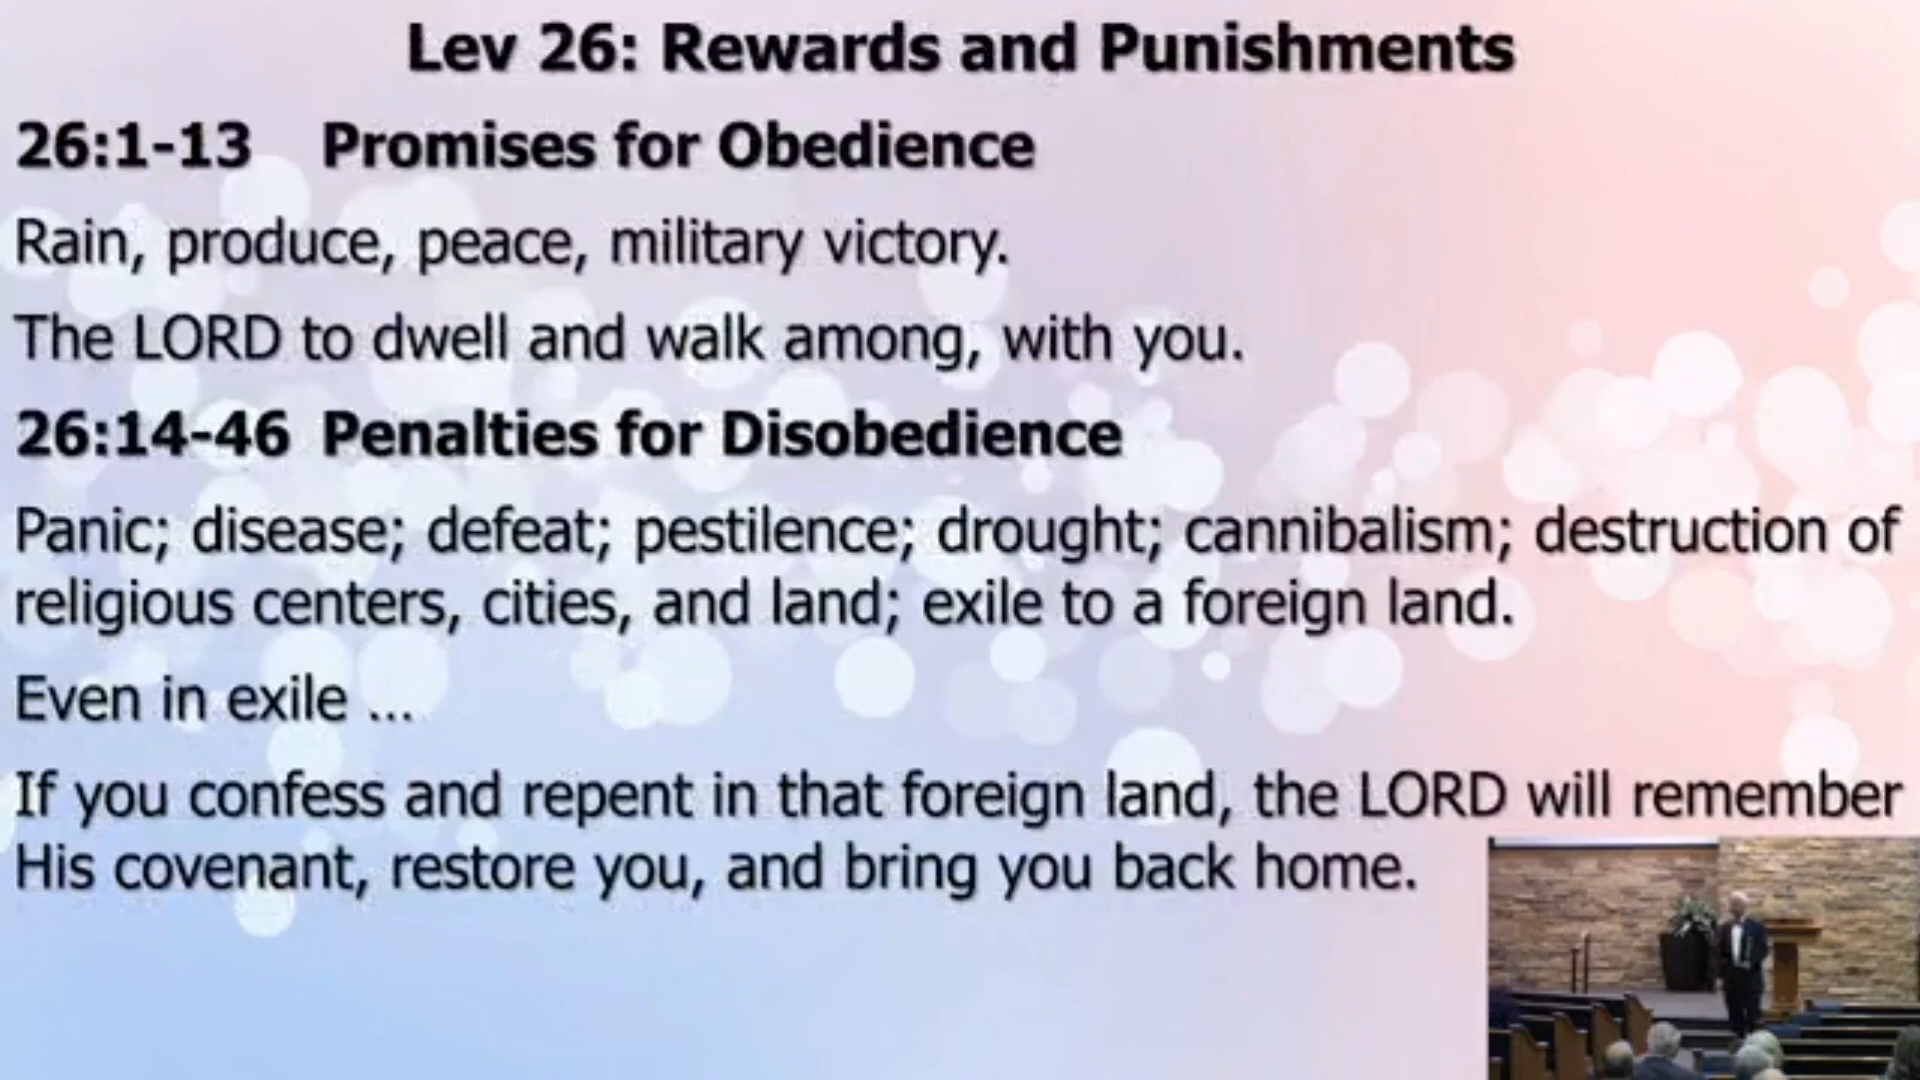 Lev 26: Rewards and Punishments
26:1-13 Promises for Obedience
Rain, produce, peace, military victory.
The LORD to dwell and walk among, with you.
26:14-46 Penalties for Disobedience
Panic; disease; defeat; pestilence; drought; cannibalism; destruction of
religious centers, cities, and land; exile to a foreign land.
Even in exile ...
If you confess and repent in that foreign land, the LORD will remember
His covenant, restore you, and bring you back home.